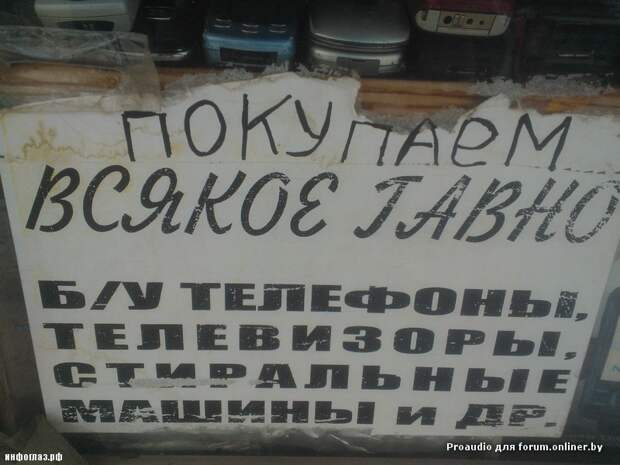 покупаем
ВСЯКОЕ ГАВНО
Б/У ТЕЛЕФОНЫ,
ТЕЛЕВИЗОРЫ,
СТИРАЛЬНЫЕ
МАШИНЫ И ДР.
инфоглаз.рф
Proaudio для forum.onliner.by